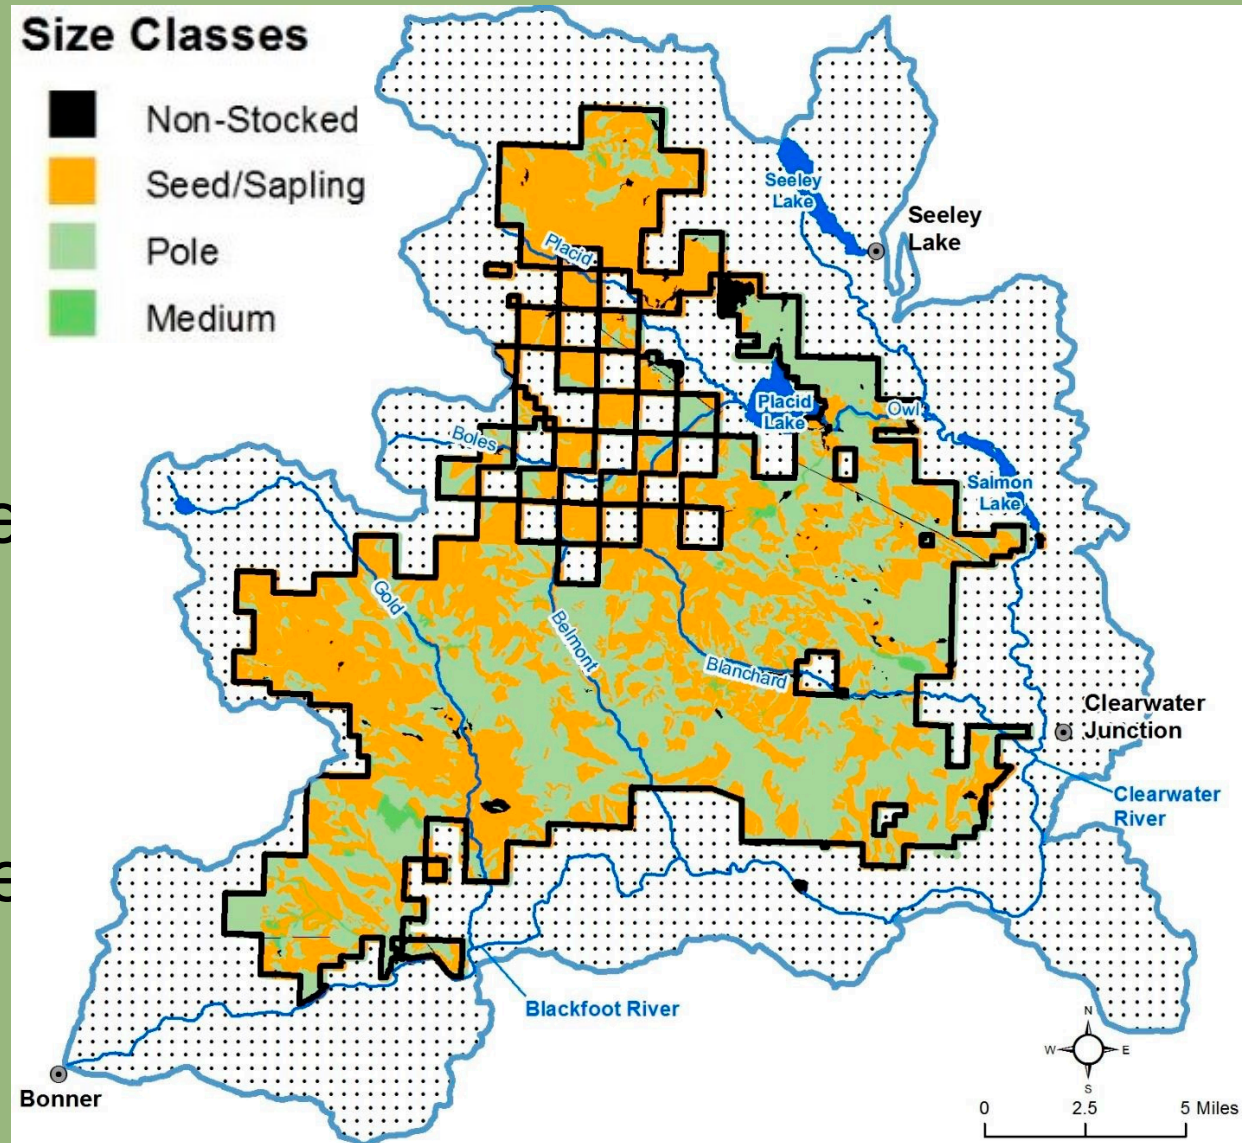 Size Classes
Non-Stocked
Seed/Sapling
Pole
Medium
Seeley
Lake
Seeley
Lake
Placid
Placid
Lake
Owl
Boles
Salmon
Lake
Gold
Belmont
Blanchard
Clearwater
Junction
Clearwater
River
Blackfoot River
Bonner
N
W E
S
0 2.5 5 Miles
e
e